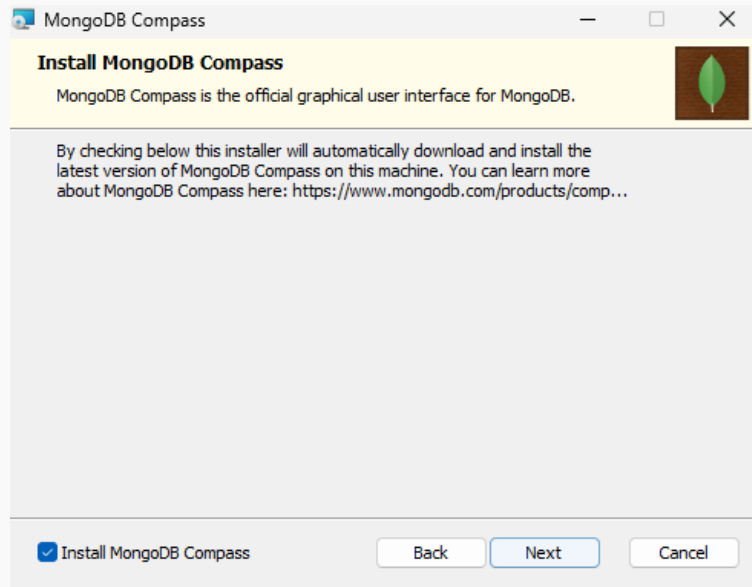 MongoDB Compass
Install MongoDB Compass
MongoDB Compass is the official graphical user interface for MongoDB.
By checking below this installer will automatically download and install the
latest version of MongoDB Compass on this machine. You can learn more
about MongoDB Compass here: https://www.mongodb.com/products/comp...
Install MongoDB Compass
Back
Next
Cancel